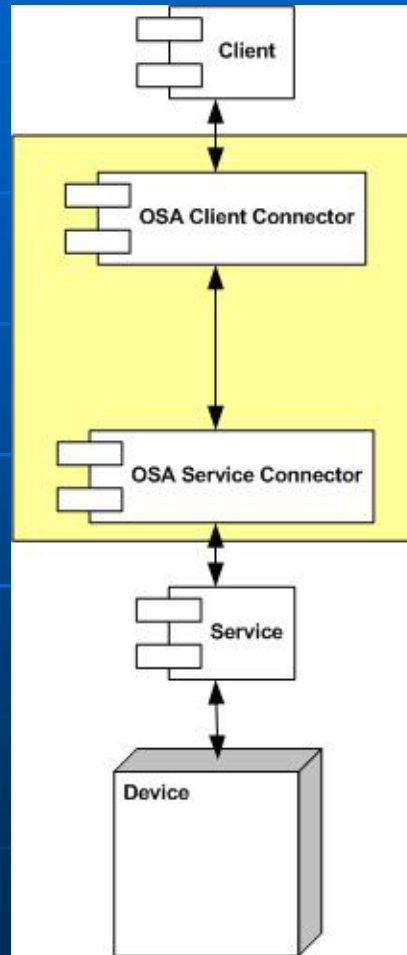 Client
OSA Client Connector
OSA Service Connector
Service
Device